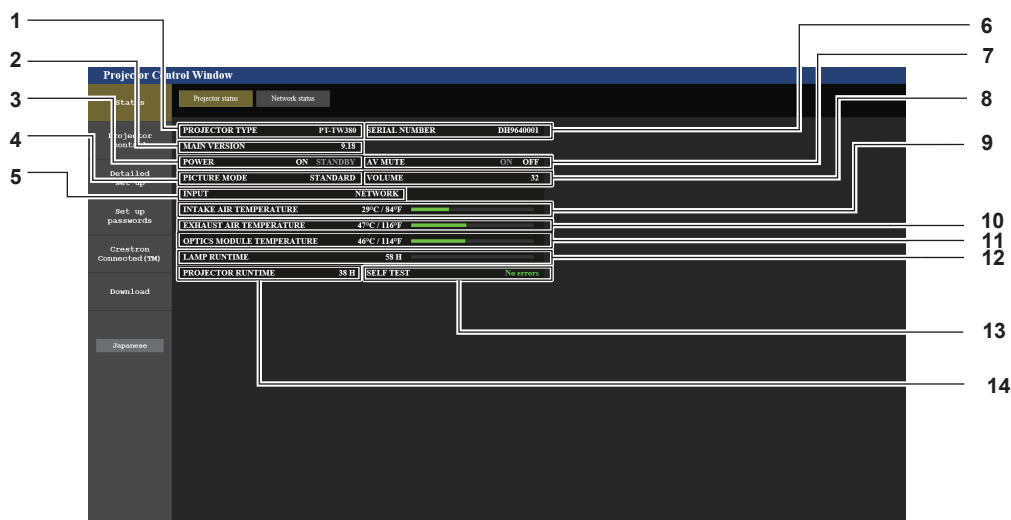 1
2
3
4
5
6
7
8
9
10
11
12
13
14
Projector Control Window
Status
Projector status Network status
Projector control
Detailed set up
Set up passwords
Crestron Connected(TM)
Download
Japanese
PROJECTOR TYPE PT-TW380 SERIAL NUMBER DH9640001
MAIN VERSION 9.18
POWER ON STANDBY AV MUTE ON OFF
PICTURE MODE STANDARD VOLUME 32
INPUT NETWORK
INTAKE AIR TEMPERATURE 29°C / 84°F
EXHAUST AIR TEMPERATURE 47°C / 116°F
OPTICS MODULE TEMPERATURE 46°C / 114°F
LAMP RUNTIME 58 H
PROJECTOR RUNTIME 38 H SELF TEST No errors